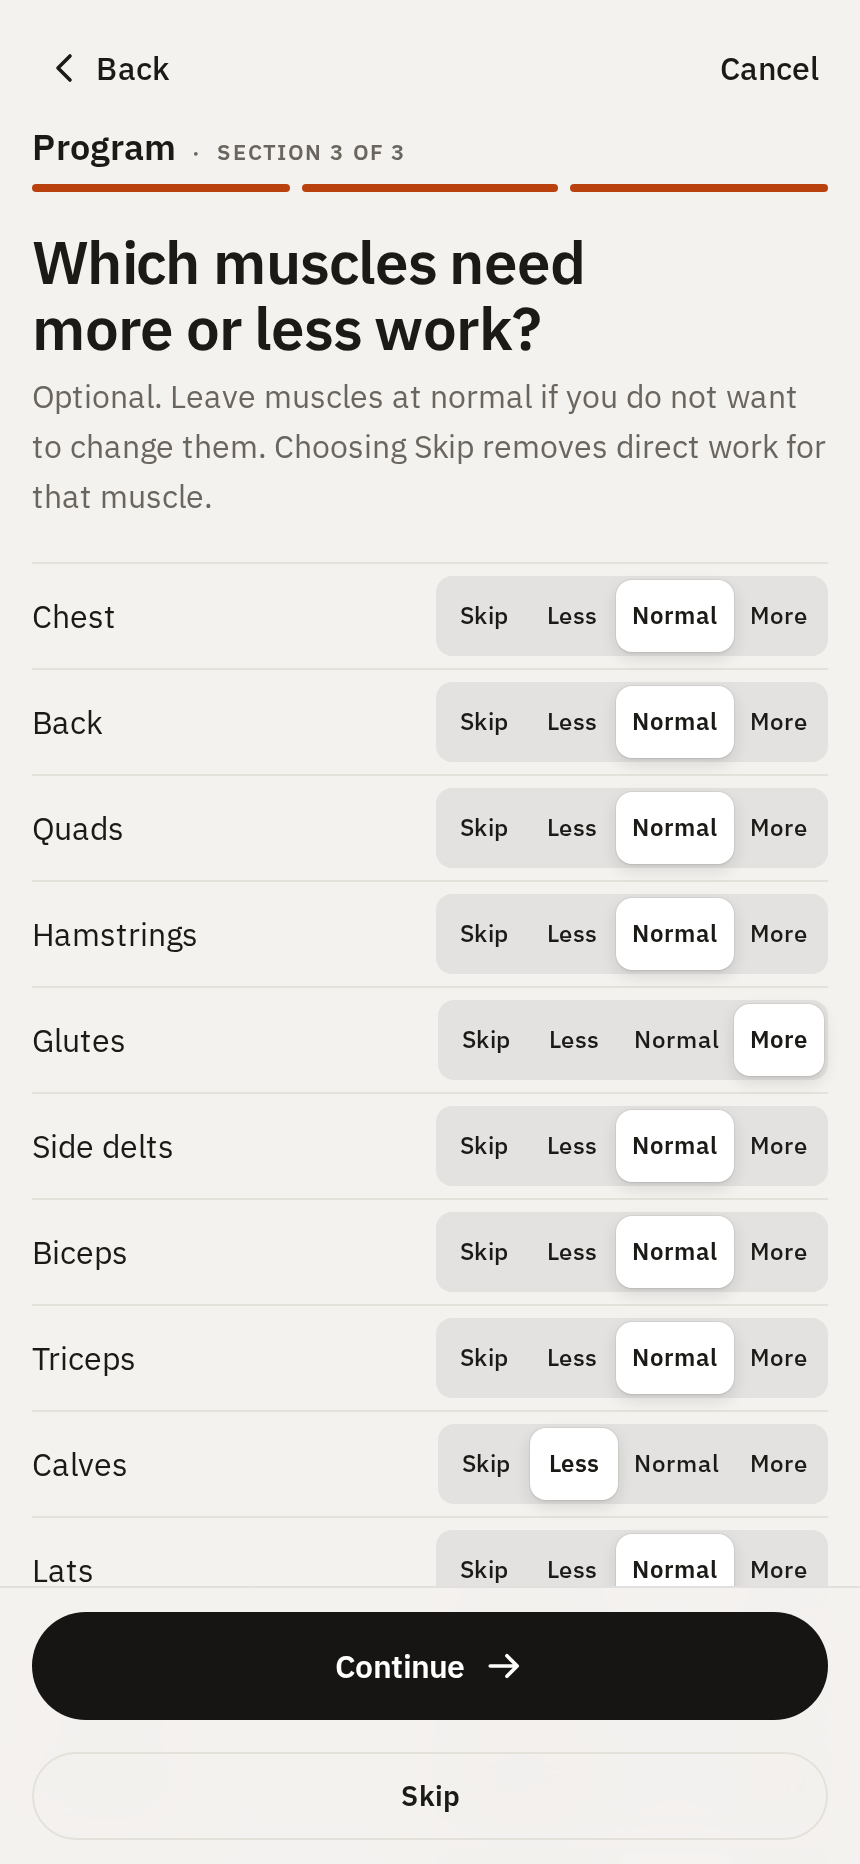 Back Cancel
Program · SECTION 3 OF 3
Which muscles need
more or less work?
Optional. Leave muscles at normal if you do not want
to change them. Choosing Skip removes direct work for
that muscle.
Chest Skip Less Normal More
Back Skip Less Normal More
Quads Skip Less Normal More
Hamstrings Skip Less Normal More
Glutes Skip Less Normal More
Side delts Skip Less Normal More
Biceps Skip Less Normal More
Triceps Skip Less Normal More
Calves Skip Less Normal More
Lats Skip Less Normal More
Continue →
Skip